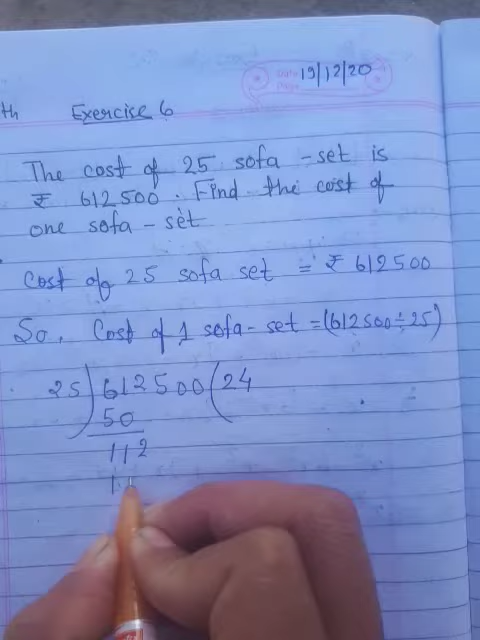 19/12/20
th Exercise 6
The cost of 25 sofa-set is
₹ 612500. Find the cost of
one sofa-set
Cost of 25 sofa set = ₹ 612500
So, Cost of 1 sofa-set = (612500÷25)
25)612500(24
50
112
1